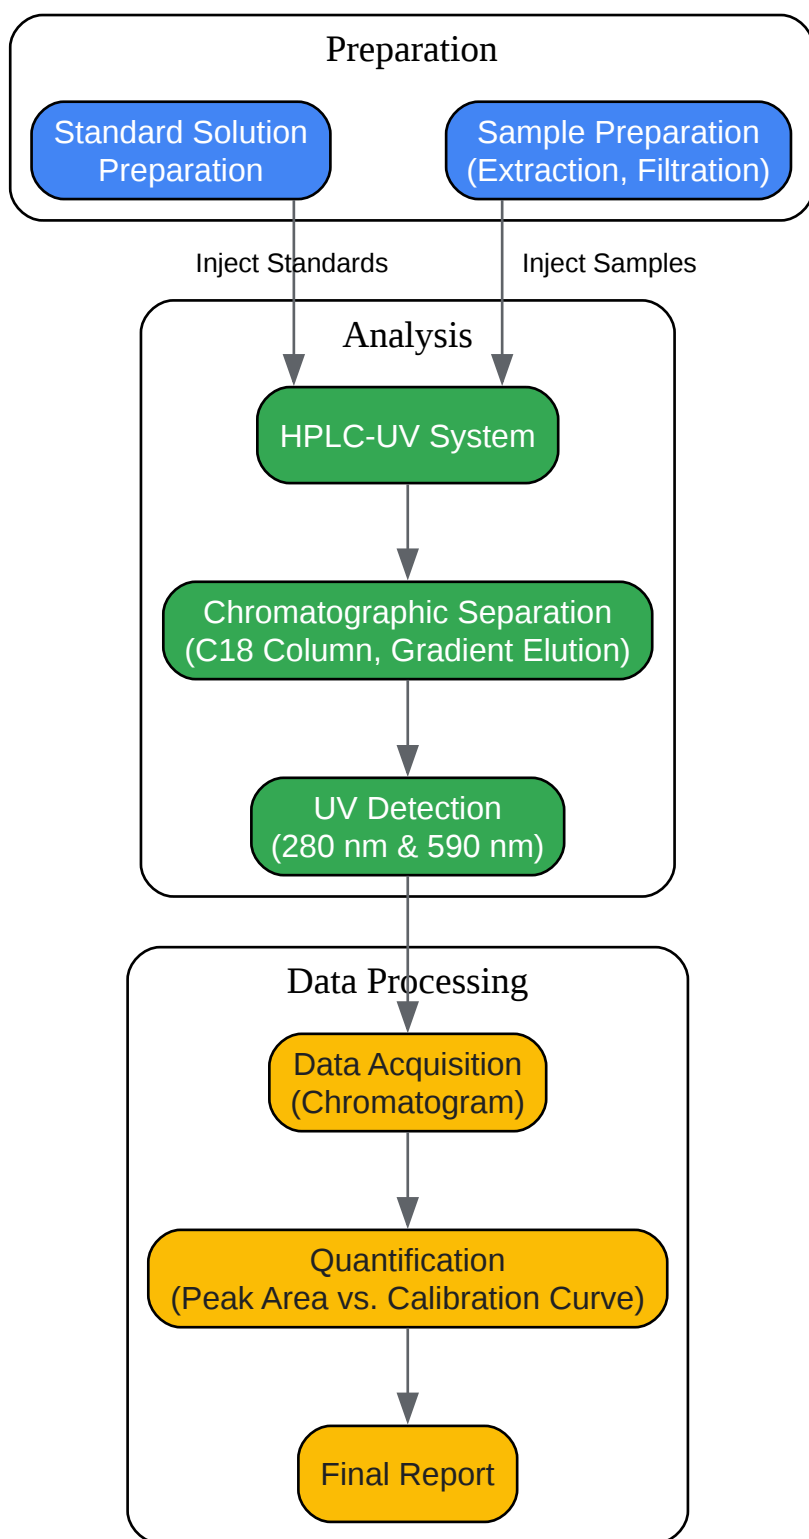 Preparation
Standard Solution
Preparation
Sample Preparation
(Extraction, Filtration)
Inject Standards
Inject Samples
Analysis
HPLC-UV System
Chromatographic Separation
(C18 Column, Gradient Elution)
UV Detection
(280 nm & 590 nm)
Data Processing
Data Acquisition
(Chromatogram)
Quantification
(Peak Area vs. Calibration Curve)
Final Report